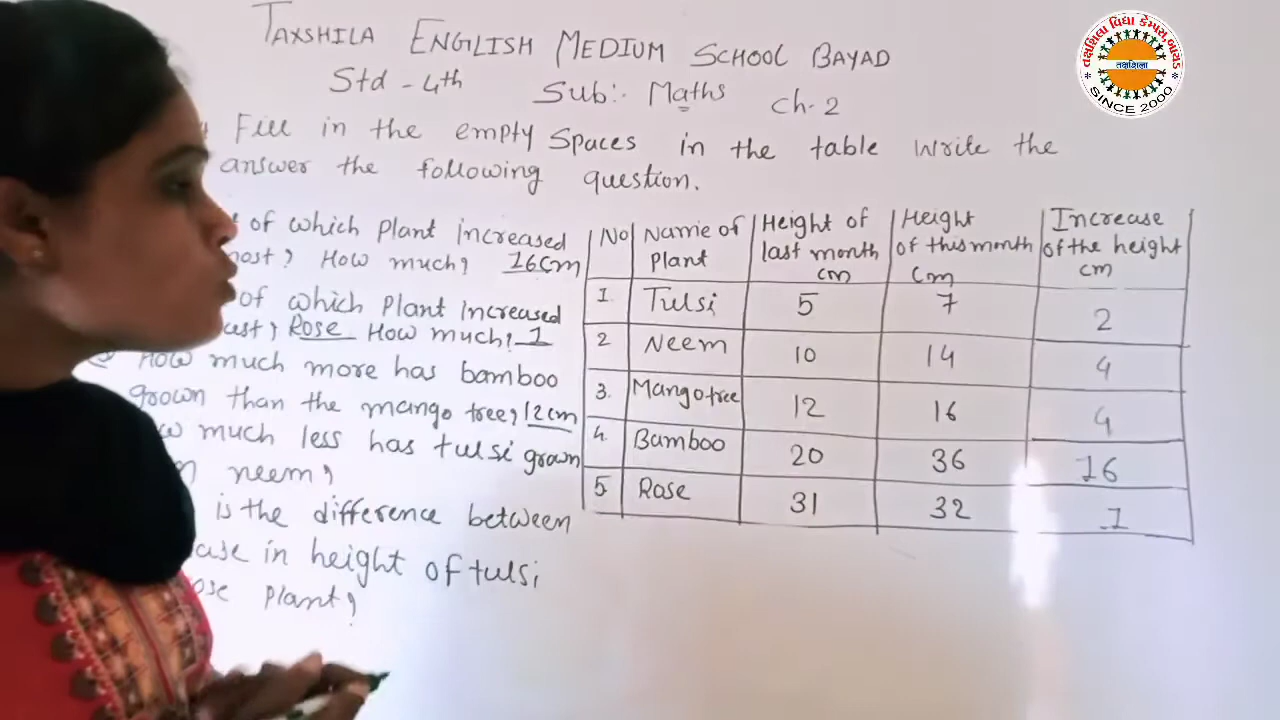 TAXSHILA ENGLISH MEDIUM SCHOOL BAYAD
Std - 4th Sub:- Maths Ch-2
Fill in the empty Spaces in the table Write the
answer the following question.
of which plant increased
most? How much? 16cm
of which Plant increased
Rose How much? 1
How much more has bamboo
grown than the mango tree? 12cm
much less has tulsi grown
neem?
is the difference between
in height of tulsi
Plant?
No Name of Plant Height of last month cm Height of this month Cm Increase of the height cm
1. Tulsi 5 7 2
2 Neem 10 14 4
3. Mango tree 12 16 4
4. Bamboo 20 36 16
5 Rose 31 32 1
તક્ષશિલા વિદ્યા કેમ્પસ, બાયડ
તક્ષશિલા
SINCE 2000